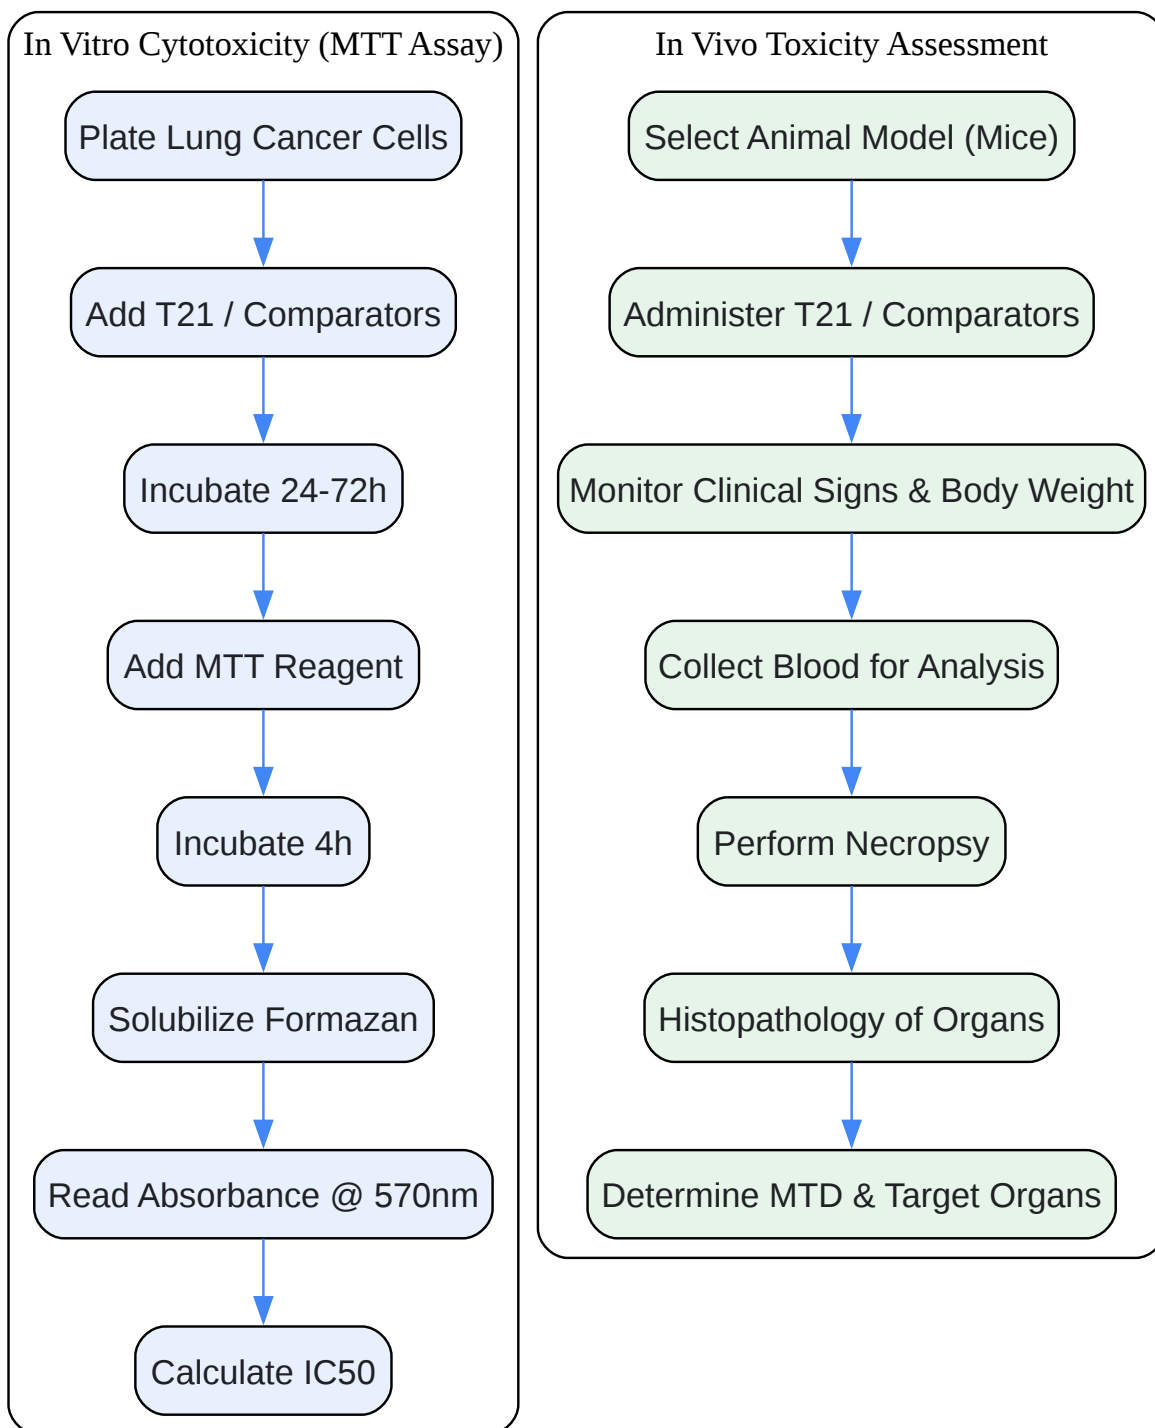 In Vitro Cytotoxicity (MTT Assay)
Plate Lung Cancer Cells
Add T21 / Comparators
Incubate 24-72h
Add MTT Reagent
Incubate 4h
Solubilize Formazan
Read Absorbance @ 570nm
Calculate IC50
In Vivo Toxicity Assessment
Select Animal Model (Mice)
Administer T21 / Comparators
Monitor Clinical Signs & Body Weight
Collect Blood for Analysis
Perform Necropsy
Histopathology of Organs
Determine MTD & Target Organs